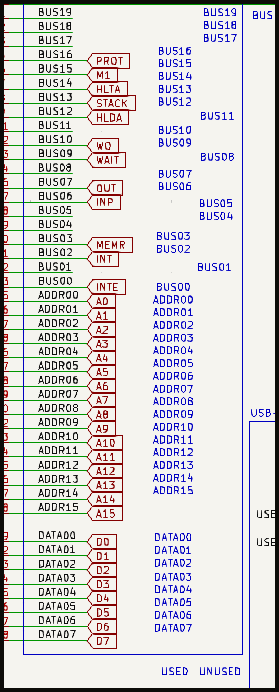 BUS19 BUS19 BUS
BUS18 BUS18
BUS17 BUS17
BUS16 PROT BUS16
BUS15 M1 BUS15
BUS14 HLTA BUS14
BUS13 STACK BUS13
BUS12 HLDA BUS12
BUS11 BUS11
BUS10 WO BUS10
BUS09 WAIT BUS09
BUS08 BUS08
BUS07 OUT BUS07
BUS06 INP BUS06
BUS05 BUS05
BUS04 BUS04
BUS03 MEMR BUS03
BUS02 INT BUS02
BUS01 BUS01
BUS00 INTE BUS00
ADDR00 A0 ADDR00
ADDR01 A1 ADDR01
ADDR02 A2 ADDR02
ADDR03 A3 ADDR03
ADDR04 A4 ADDR04
ADDR05 A5 ADDR05
ADDR06 A6 ADDR06
ADDR07 A7 ADDR07
ADDR08 A8 ADDR08
ADDR09 A9 ADDR09 USB-
ADDR10 A10 ADDR10
ADDR11 A11 ADDR11
ADDR12 A12 ADDR12
ADDR13 A13 ADDR13
ADDR14 A14 ADDR14
ADDR15 A15 ADDR15
USB
DATA00 D0 DATA00 USB
DATA01 D1 DATA01
DATA02 D2 DATA02
DATA03 D3 DATA03
DATA04 D4 DATA04
DATA05 D5 DATA05
DATA06 D6 DATA06
DATA07 D7 DATA07
USED UNUSED